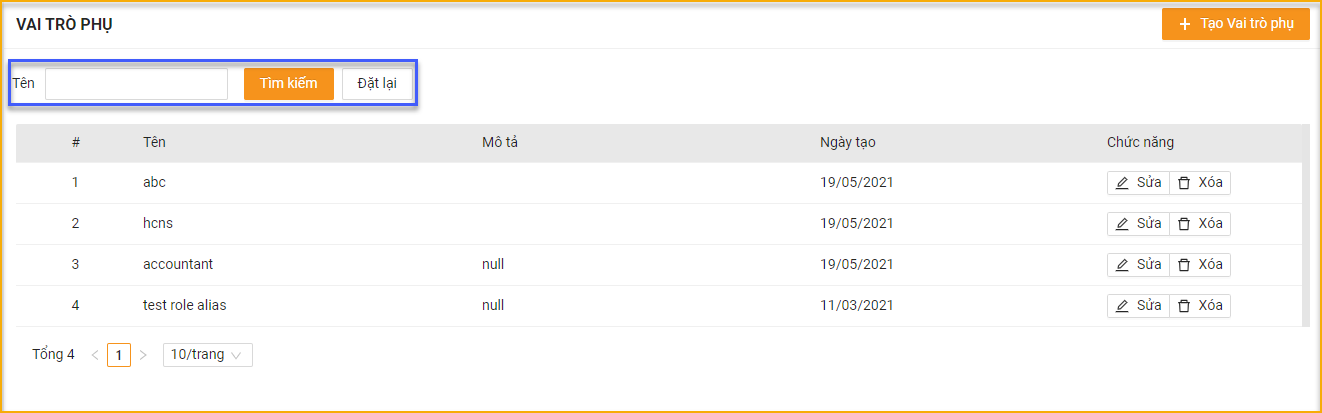 VAI TRÒ PHỤ
+ Tạo Vai trò phụ
Tên Tìm kiếm Đặt lại
# Tên Mô tả Ngày tạo Chức năng
1 abc 19/05/2021 Sửa Xóa
2 hcns 19/05/2021 Sửa Xóa
3 accountant null 19/05/2021 Sửa Xóa
4 test role alias null 11/03/2021 Sửa Xóa
Tổng 4 < 1 > 10/trang